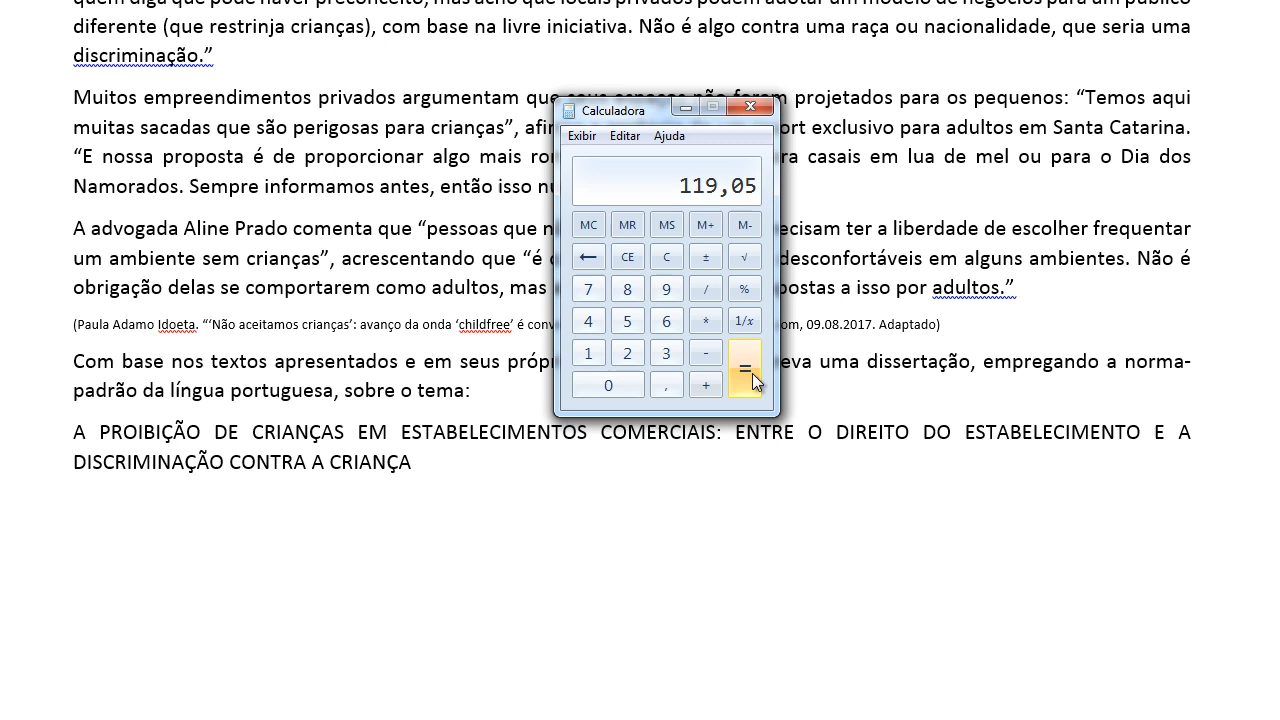 quem diga que pode haver preconceito, mas acho que locais privados podem adotar um modelo de negócios para um público
diferente (que restrinja crianças), com base na livre iniciativa. Não é algo contra uma raça ou nacionalidade, que seria uma
discriminação.”
Muitos empreendimentos privados argumentam que seus espaços não foram projetados para os pequenos: “Temos aqui
muitas sacadas que são perigosas para crianças”, ort exclusivo para adultos em Santa Catarina.
“E nossa proposta é de proporcionar algo mais casais em lua de mel ou para o Dia dos
Namorados. Sempre informamos antes, então isso
A advogada Aline Prado comenta que “pessoas que ecisam ter a liberdade de escolher frequentar
um ambiente sem crianças”, acrescentando que “é desconfortáveis em alguns ambientes. Não é
obrigação delas se comportarem como adultos, mas postas a isso por adultos.”
(Paula Adamo Idoeta. “‘Não aceitamos crianças’: avanço da onda ‘childfree’ é om, 09.08.2017. Adaptado)
Com base nos textos apresentados e em seus eva uma dissertação, empregando a norma-
padrão da língua portuguesa, sobre o tema:
A PROIBIÇÃO DE CRIANÇAS EM ESTABELECIMENTOS COMERCIAIS: ENTRE O DIREITO DO ESTABELECIMENTO E A
DISCRIMINAÇÃO CONTRA A CRIANÇA
Calculadora
Exibir Editar Ajuda
119,05
MC MR MS M+ M-
← CE C ± √
7 8 9 / %
4 5 6 * 1/x
1 2 3 - =
0 , +